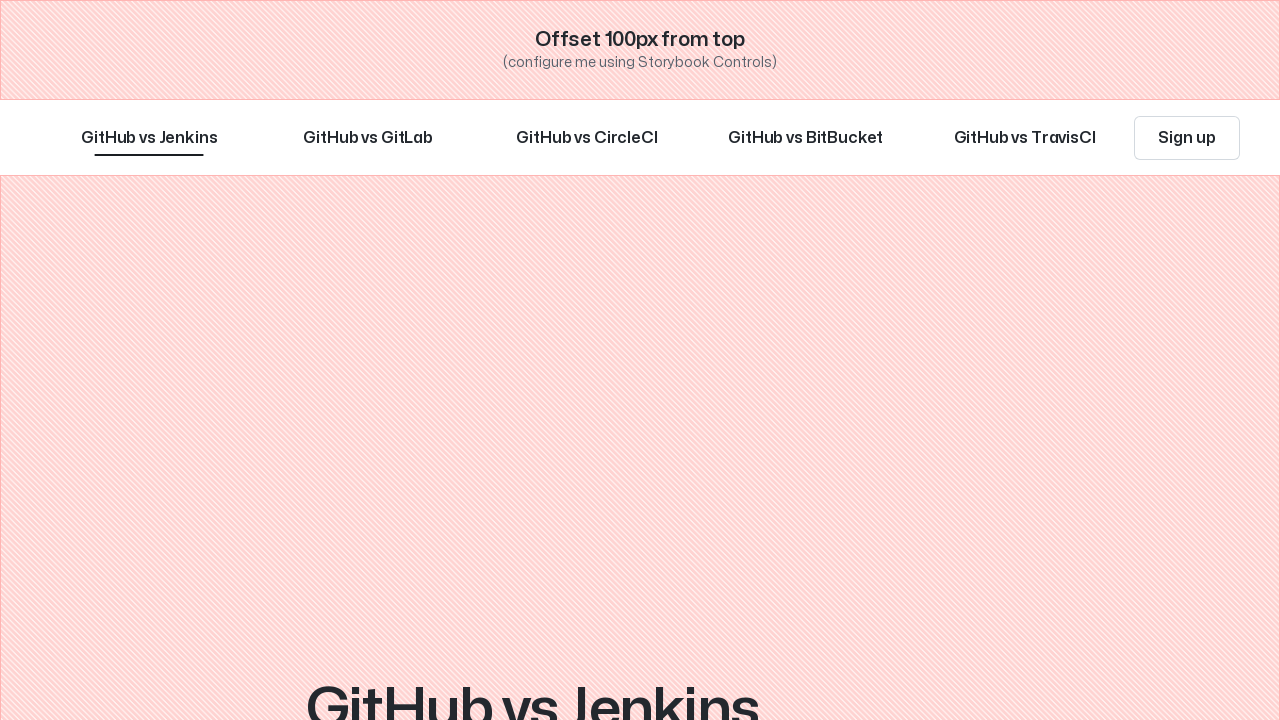 Offset 100px from top
(configure me using Storybook Controls)
GitHub vs Jenkins
GitHub vs GitLab
GitHub vs CircleCI
GitHub vs BitBucket
GitHub vs TravisCI
Sign up
GitHub vs Jenkins